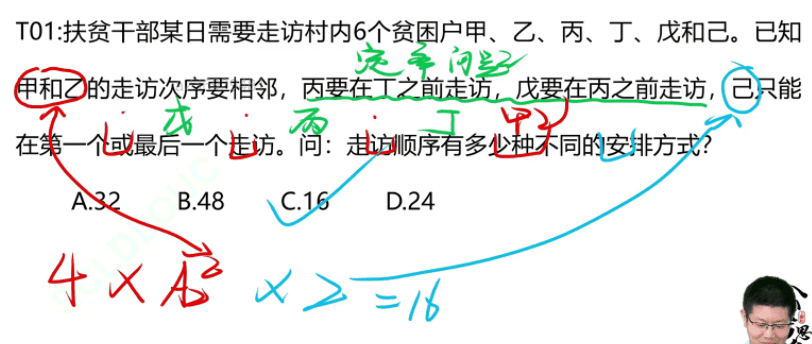 T01:扶贫干部某日需要走访村内6个贫困户甲、乙、丙、丁、戊和己。已知
定序问题
甲和乙的走访次序要相邻，丙要在丁之前走访，戊要在丙之前走访，己只能
戊 丙 丁 甲乙
在第一个或最后一个走访。问：走访顺序有多少种不同的安排方式？
A.32 B.48 C.16 D.24
4 × A² × 2 = 16